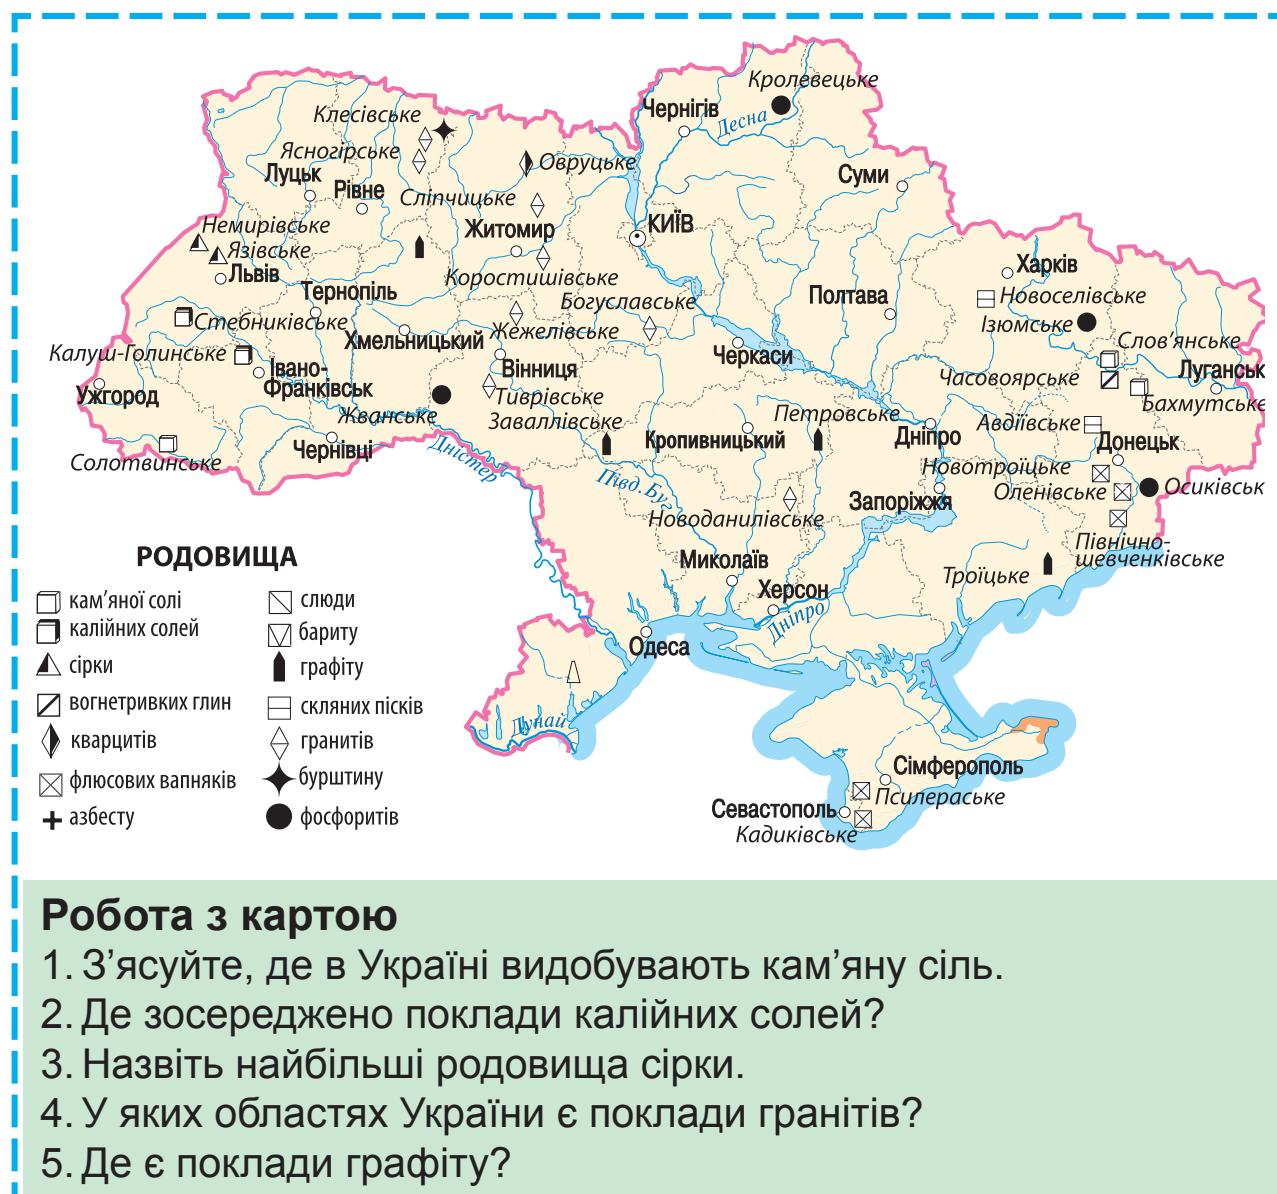 Кролевецьке
Чернігів
Десна
Клесівське
Ясногірське
Овруцьке
Луцьк
Рівне
Суми
Сліпчицьке
Немирівське
Житомир
КИЇВ
Язівське
Львів
Коростишівське
Харків
Тернопіль
Богуславське
Полтава
Новоселівське
Стебниківське
Жежелівське
Ізюмське
Хмельницький
Слов’янське
Калуш-Голинське
Черкаси
Івано-
Франківськ
Вінниця
Часовоярське
Луганськ
Ужгород
Тиврівське
Бахмутське
Жванське
Заваллівське
Петровське
Авдіївське
Чернівці
Кропивницький
Дніпро
Донецьк
Солотвинське
Дністер
Новотроїцьке
Півд. Буг
Запоріжжя
Оленівське
Осиківськ
Новоданилівське
Північно-
шевченківське
Миколаїв
Троїцьке
Херсон
Дніпро
Одеса
Дунай
Сімферополь
Псилераське
Севастополь
Кадиківське
РОДОВИЩА
кам’яної солі
калійних солей
сірки
вогнетривких глин
кварцитів
флюсових вапняків
азбесту
слюди
бариту
графіту
скляних пісків
гранитів
бурштину
фосфоритів
Робота з картою
1. З’ясуйте, де в Україні видобувають кам’яну сіль.
2. Де зосереджено поклади калійних солей?
3. Назвіть найбільші родовища сірки.
4. У яких областях України є поклади гранітів?
5. Де є поклади графіту?